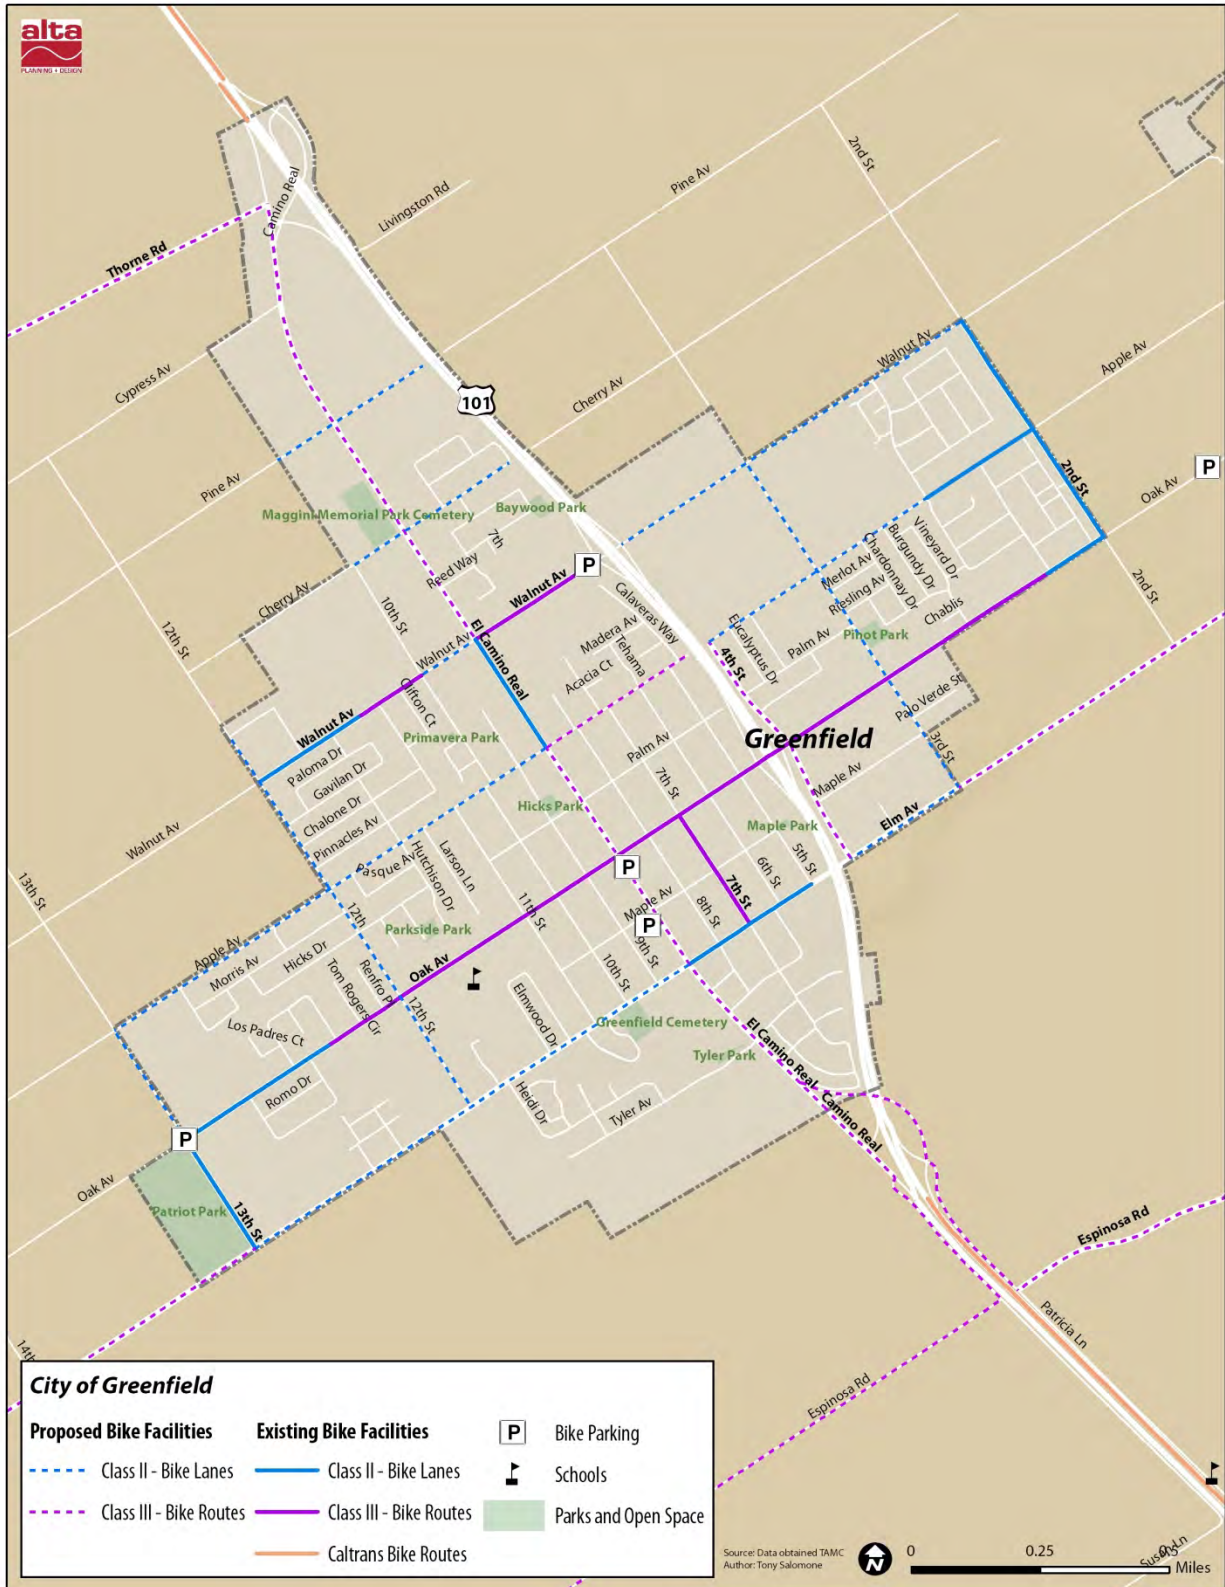 alta
PLANNING + DESIGN
2nd St
Pine Av
Camino Real
Livingston Rd
Thorne Rd
Walnut Av
Apple Av
Cypress Av
101
Cherry Av
P
2nd St
Oak Av
Pine Av
Maggini Memorial Park Cemetery
Baywood Park
7th
Vineyard Dr
Burgundy Dr
Chardonnay Dr
Reed Way
P
Merlot Av
Riesling Av
2nd St
Cherry Av
10th St
Walnut Av
Calaveras Way
Chablis
12th St
El Camino Real
Madera Av
Tehama
Eucalyptus Dr
Palm Av
Pinot Park
Walnut Av
Acacia Ct
4th St
Clifton Ct
Palo Verde St
Walnut Av
Primavera Park
Palm Av
Greenfield
3rd St
Paloma Dr
Gavilan Dr
7th St
Maple Av
Chalone Dr
Hicks Park
Pinnacles Av
Maple Park
Elm Av
Walnut Av
Larson Ln
Hutchison Dr
Pasque Av
P
5th St
6th St
13th St
12th
11th St
Maple Av
7th St
8th St
Parkside Park
P
Apple Av
Hicks Dr
Morris Av
Oak Av
9th St
10th St
Renfro Pl
Tom Rogers Cir
12th St
Elmwood Dr
Los Padres Ct
Greenfield Cemetery
El Camino Real
Tyler Park
Romo Dr
Heidi Dr
Tyler Av
Camino Real
P
Oak Av
Patriot Park
13th St
Espinosa Rd
Patricia Ln
14th
Espinosa Rd
City of Greenfield
Proposed Bike Facilities
Existing Bike Facilities
P
Bike Parking
Class II - Bike Lanes
Class II - Bike Lanes
Schools
Class III - Bike Routes
Class III - Bike Routes
Parks and Open Space
Caltrans Bike Routes
Source: Data obtained TAMC
Author: Tony Salomone
N
0
0.25
0.5
Miles
Susan Ln